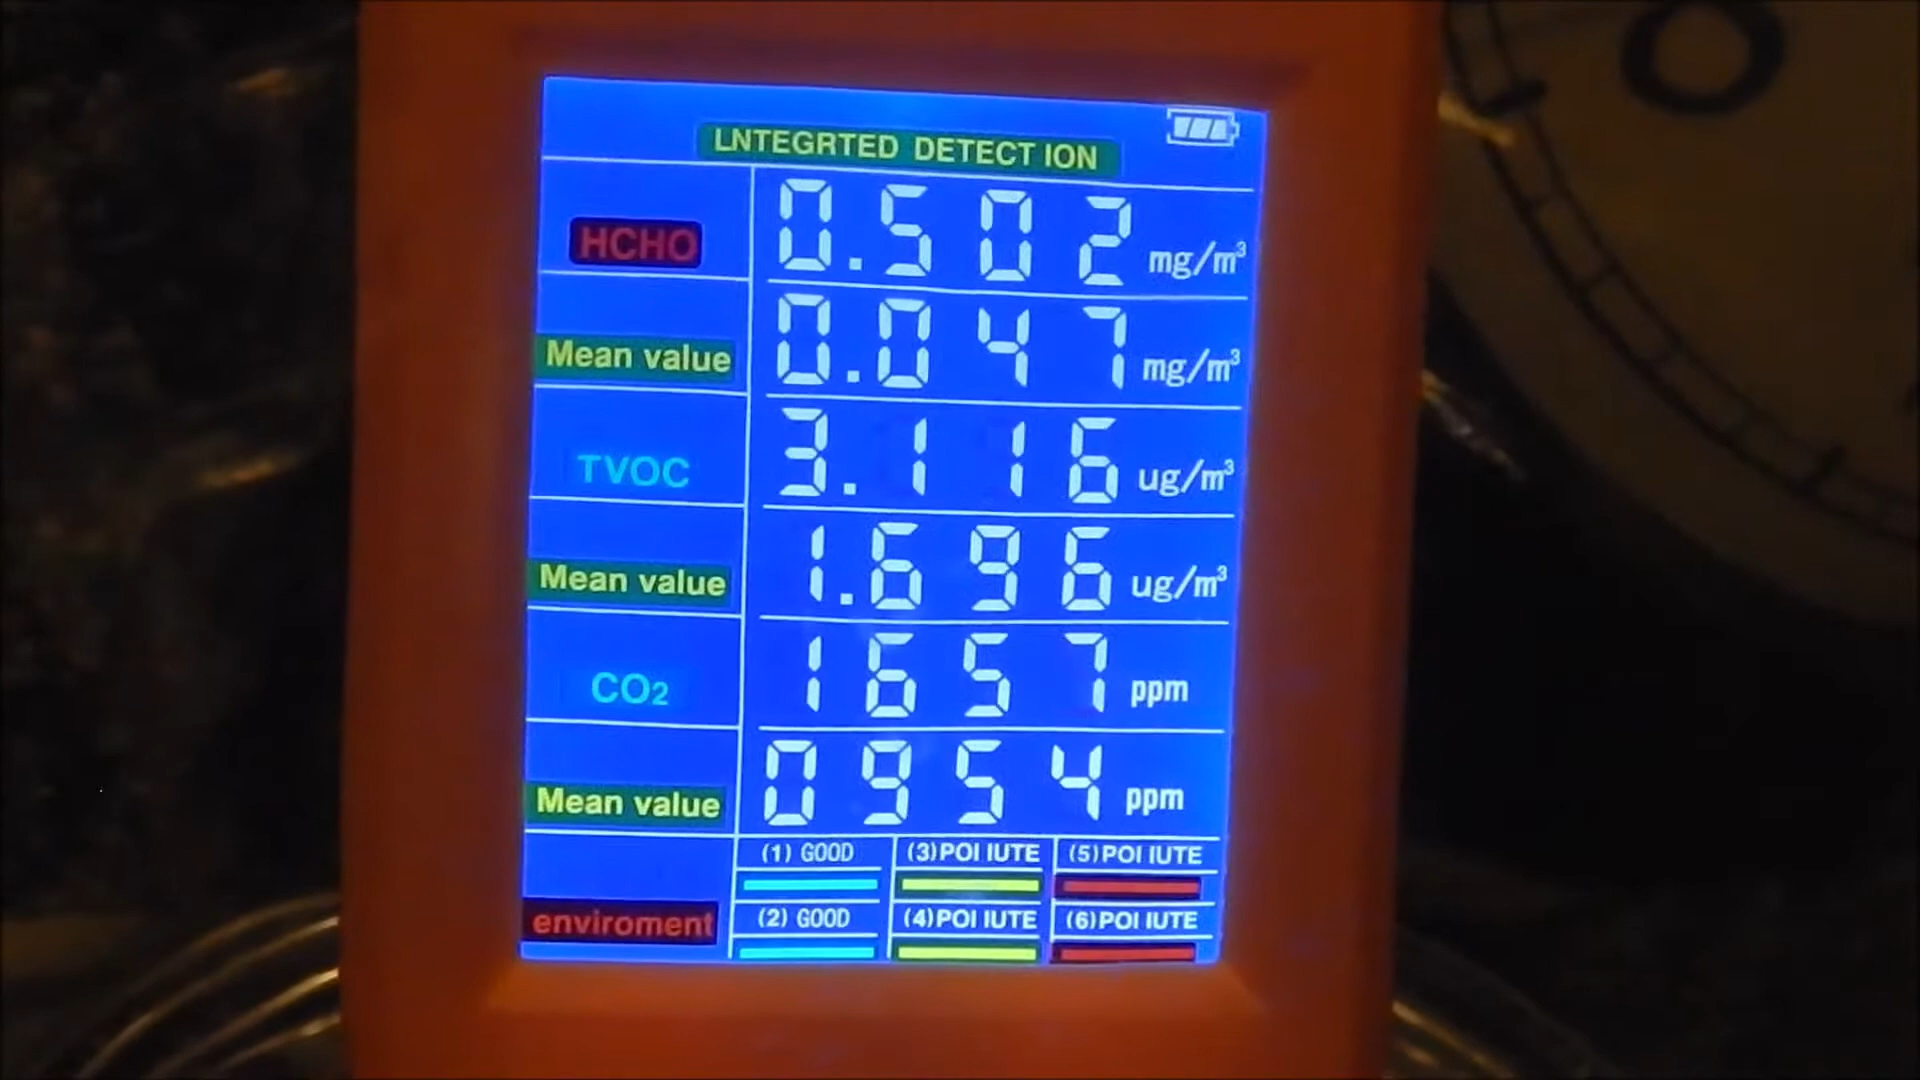 LNTEGRTED DETECT ION
HCHO 0.502 mg/m³
Mean value 0.047 mg/m³
TVOC 3.116 ug/m³
Mean value 1.696 ug/m³
CO2 1657 ppm
Mean value 0954 ppm
(1) GOOD (3)POI IUTE (5)POI IUTE
enviroment (2) GOOD (4)POI IUTE (6)POI IUTE